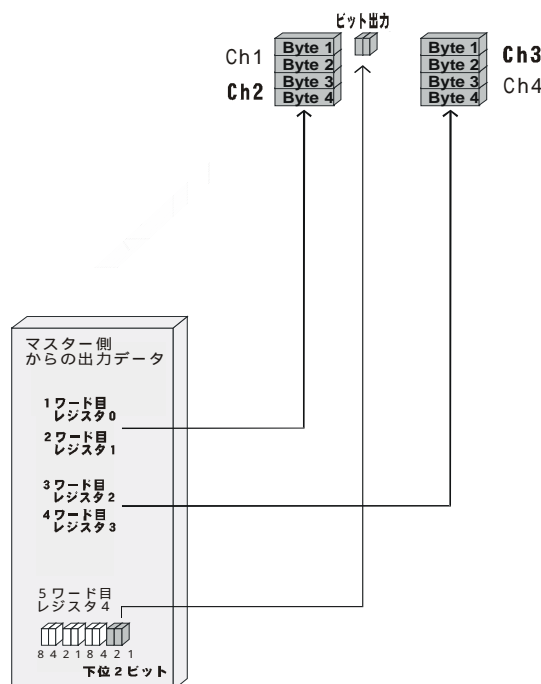 ビット出力
Ch1
Ch2
Byte 1
Byte 2
Byte 3
Byte 4
Byte 1
Byte 2
Byte 3
Byte 4
Ch3
Ch4
マスター側
からの出力データ
1ワード目
レジスタ0
2ワード目
レジスタ1
3ワード目
レジスタ2
4ワード目
レジスタ3
5ワード目
レジスタ4
8 4 2 1 8 4 2 1
下位2ビット